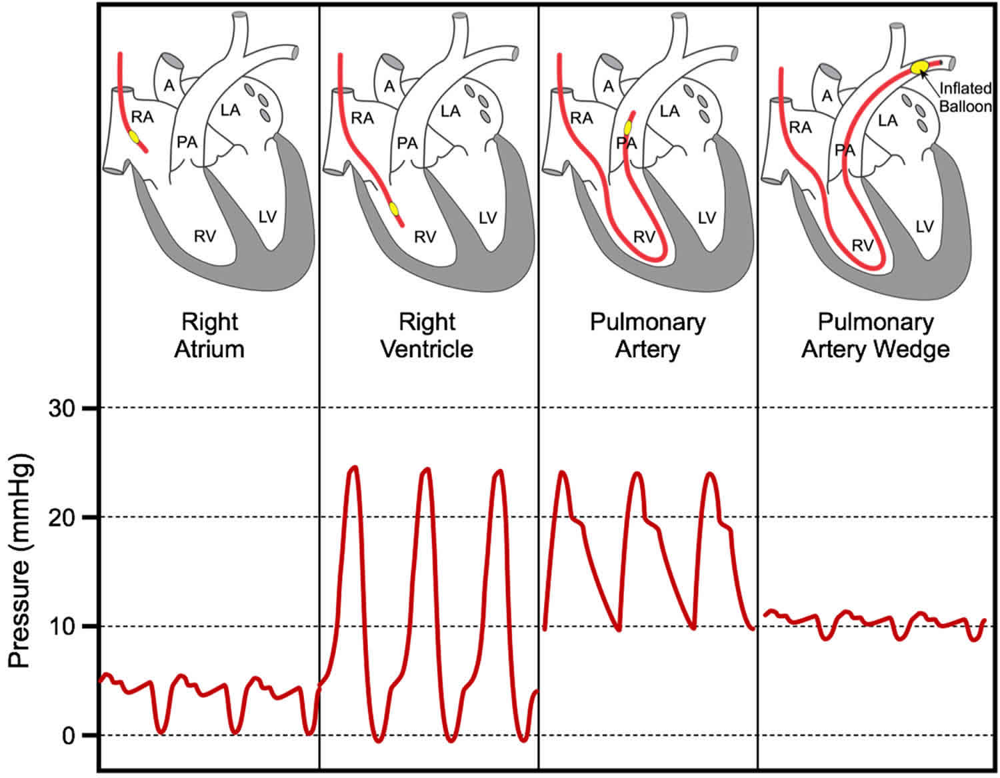 A
RA
LA
PA
LV
RV
A
RA
LA
PA
LV
RV
A
RA
LA
PA
LV
RV
Inflated
Balloon
A
RA
LA
PA
LV
RV
Right
Atrium
Right
Ventricle
Pulmonary
Artery
Pulmonary
Artery Wedge
Pressure (mmHg)
30
20
10
0